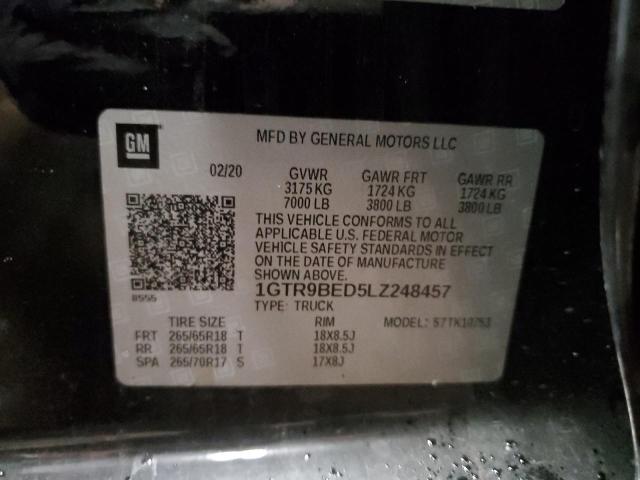 GM
MFD BY GENERAL MOTORS LLC
02/20 GVWR GAWR FRT GAWR RR
3175 KG 1724 KG 1724 KG
7000 LB 3800 LB 3800 LB
THIS VEHICLE CONFORMS TO ALL
APPLICABLE U.S. FEDERAL MOTOR
VEHICLE SAFETY STANDARDS IN EFFECT
ON THE DATE OF MANUFACTURE
SHOWN ABOVE.
8555
1GTR9BED5LZ248457
TYPE: TRUCK
TIRE SIZE RIM MODEL:
FRT 265/65R18 T 18X8.5J
RR 265/65R18 T 18X8.5J
SPA 265/70R17 S 17X8J